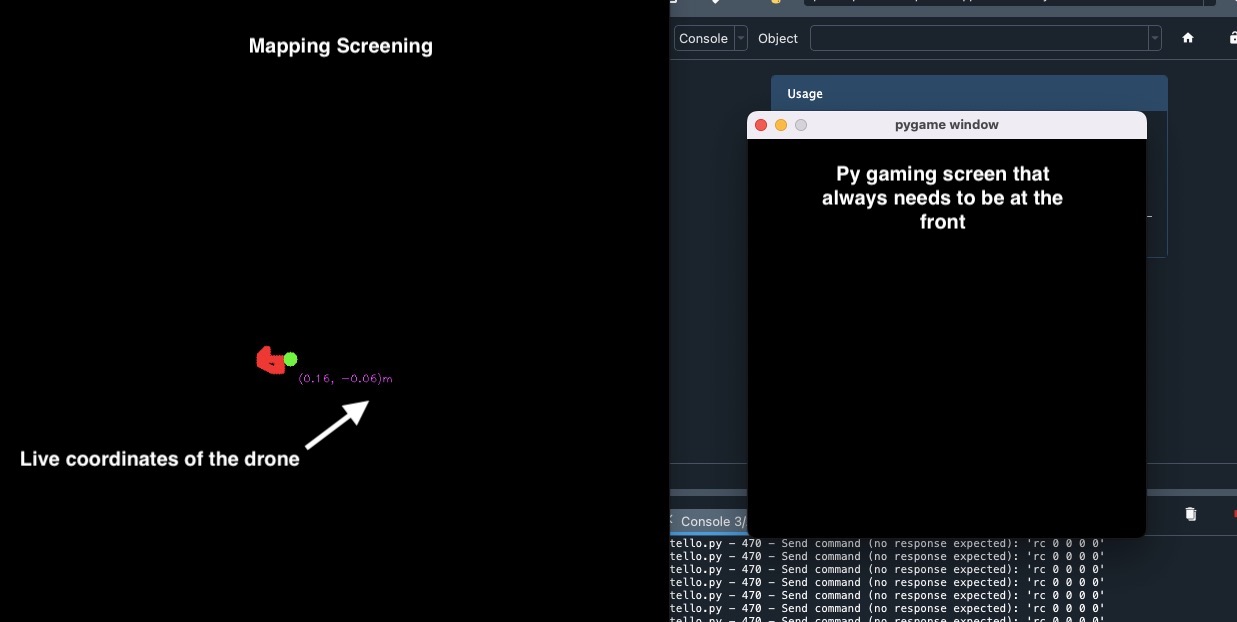 Mapping Screening
(0.16, -0.06)m
Live coordinates of the drone
Console
Object
Usage
pygame window
Py gaming screen that
always needs to be at the
front
Console 3/
tello.py - 470 - Send command (no response expected): 'rc 0 0 0 0'
tello.py - 470 - Send command (no response expected): 'rc 0 0 0 0'
tello.py - 470 - Send command (no response expected): 'rc 0 0 0 0'
tello.py - 470 - Send command (no response expected): 'rc 0 0 0 0'
tello.py - 470 - Send command (no response expected): 'rc 0 0 0 0'
tello.py - 470 - Send command (no response expected): 'rc 0 0 0 0'
tello.py - 470 - Send command (no response expected): 'rc 0 0 0 0'